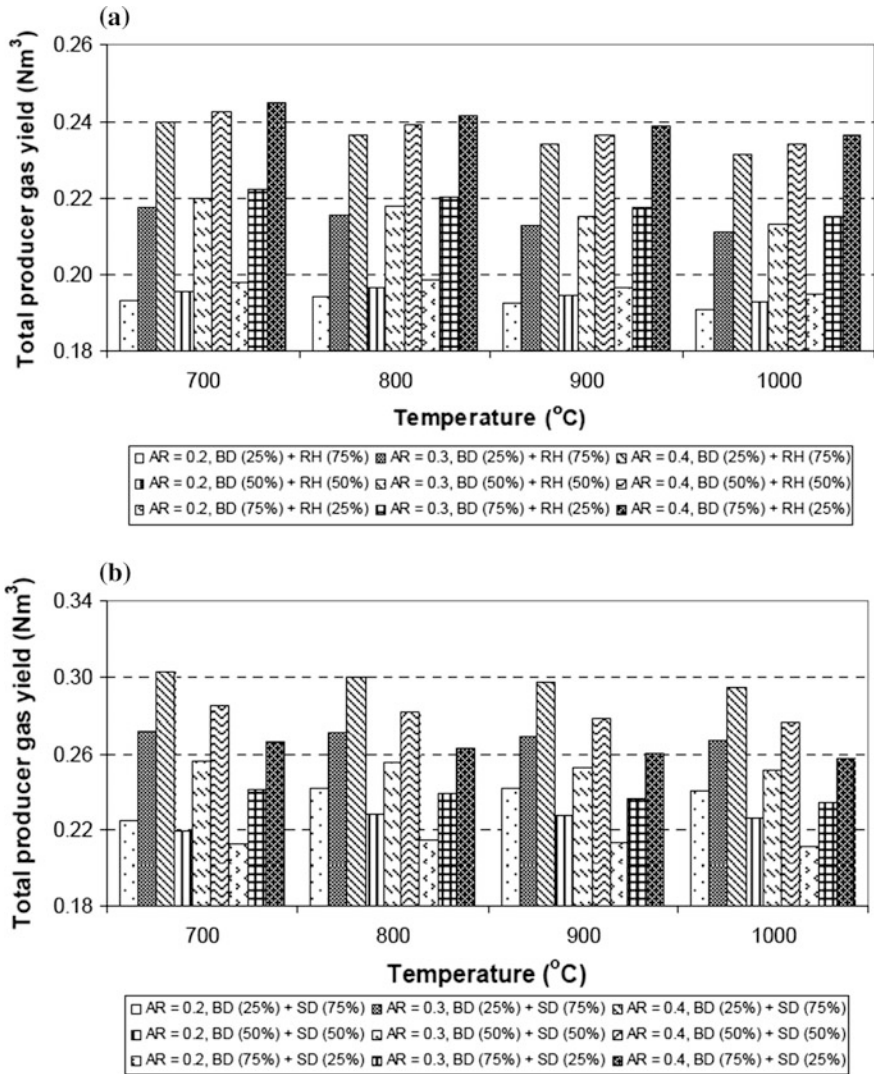 (a)
0.26
0.24
0.22
0.20
0.18
Total producer gas yield (Nm³)
700 800 900 1000
Temperature (°C)
AR = 0.2, BD (25%) + RH (75%) AR = 0.3, BD (25%) + RH (75%) AR = 0.4, BD (25%) + RH (75%)
AR = 0.2, BD (50%) + RH (50%) AR = 0.3, BD (50%) + RH (50%) AR = 0.4, BD (50%) + RH (50%)
AR = 0.2, BD (75%) + RH (25%) AR = 0.3, BD (75%) + RH (25%) AR = 0.4, BD (75%) + RH (25%)
(b)
0.34
0.30
0.26
0.22
0.18
Total producer gas yield (Nm³)
700 800 900 1000
Temperature (°C)
AR = 0.2, BD (25%) + SD (75%) AR = 0.3, BD (25%) + SD (75%) AR = 0.4, BD (25%) + SD (75%)
AR = 0.2, BD (50%) + SD (50%) AR = 0.3, BD (50%) + SD (50%) AR = 0.4, BD (50%) + SD (50%)
AR = 0.2, BD (75%) + SD (25%) AR = 0.3, BD (75%) + SD (25%) AR = 0.4, BD (75%) + SD (25%)